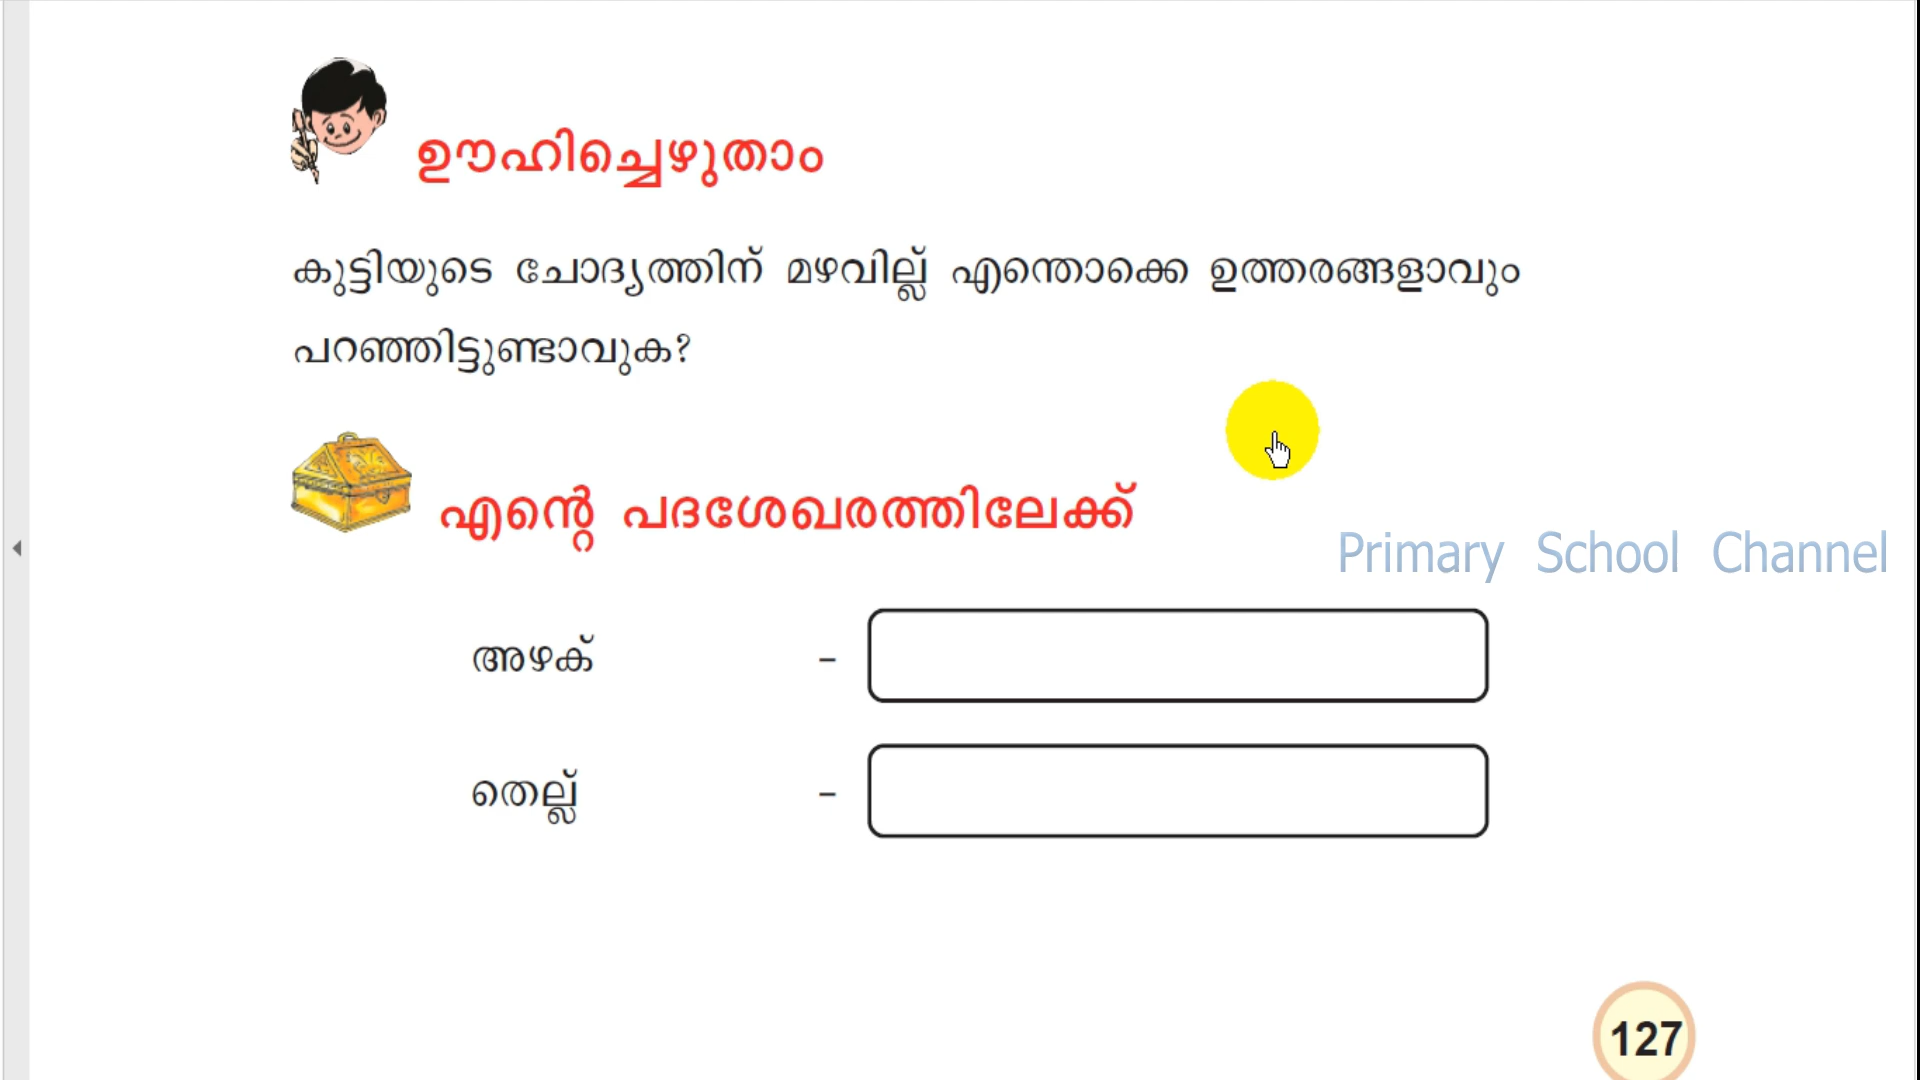 ഊഹിച്ചെഴുതാം
കുട്ടിയുടെ ചോദ്യത്തിന് മഴവില്ല് എന്തൊക്കെ ഉത്തരങ്ങളാവും
പറഞ്ഞിട്ടുണ്ടാവുക?
എന്റെ പദശേഖരത്തിലേക്ക്
Primary School Channel
അഴക് -
തെല്ല് -
127